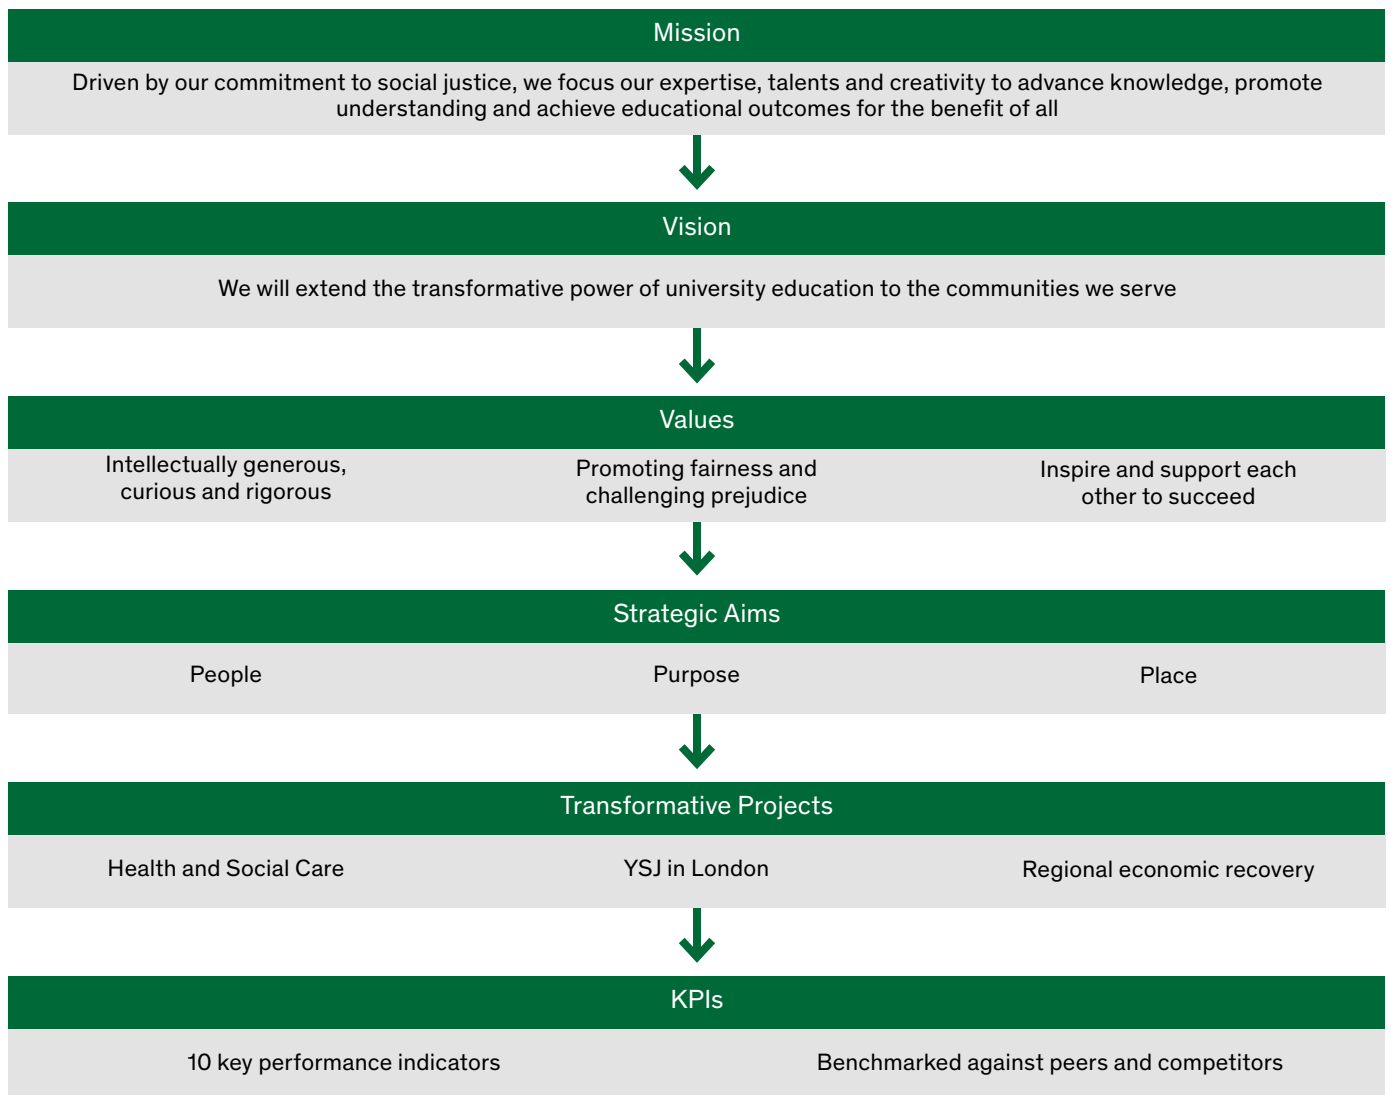 Mission
Driven by our commitment to social justice, we focus our expertise, talents and creativity to advance knowledge, promote
understanding and achieve educational outcomes for the benefit of all
Vision
We will extend the transformative power of university education to the communities we serve
Values
Intellectually generous,
curious and rigorous
Promoting fairness and
challenging prejudice
Inspire and support each
other to succeed
Strategic Aims
People
Purpose
Place
Transformative Projects
Health and Social Care
YSJ in London
Regional economic recovery
KPIs
10 key performance indicators
Benchmarked against peers and competitors